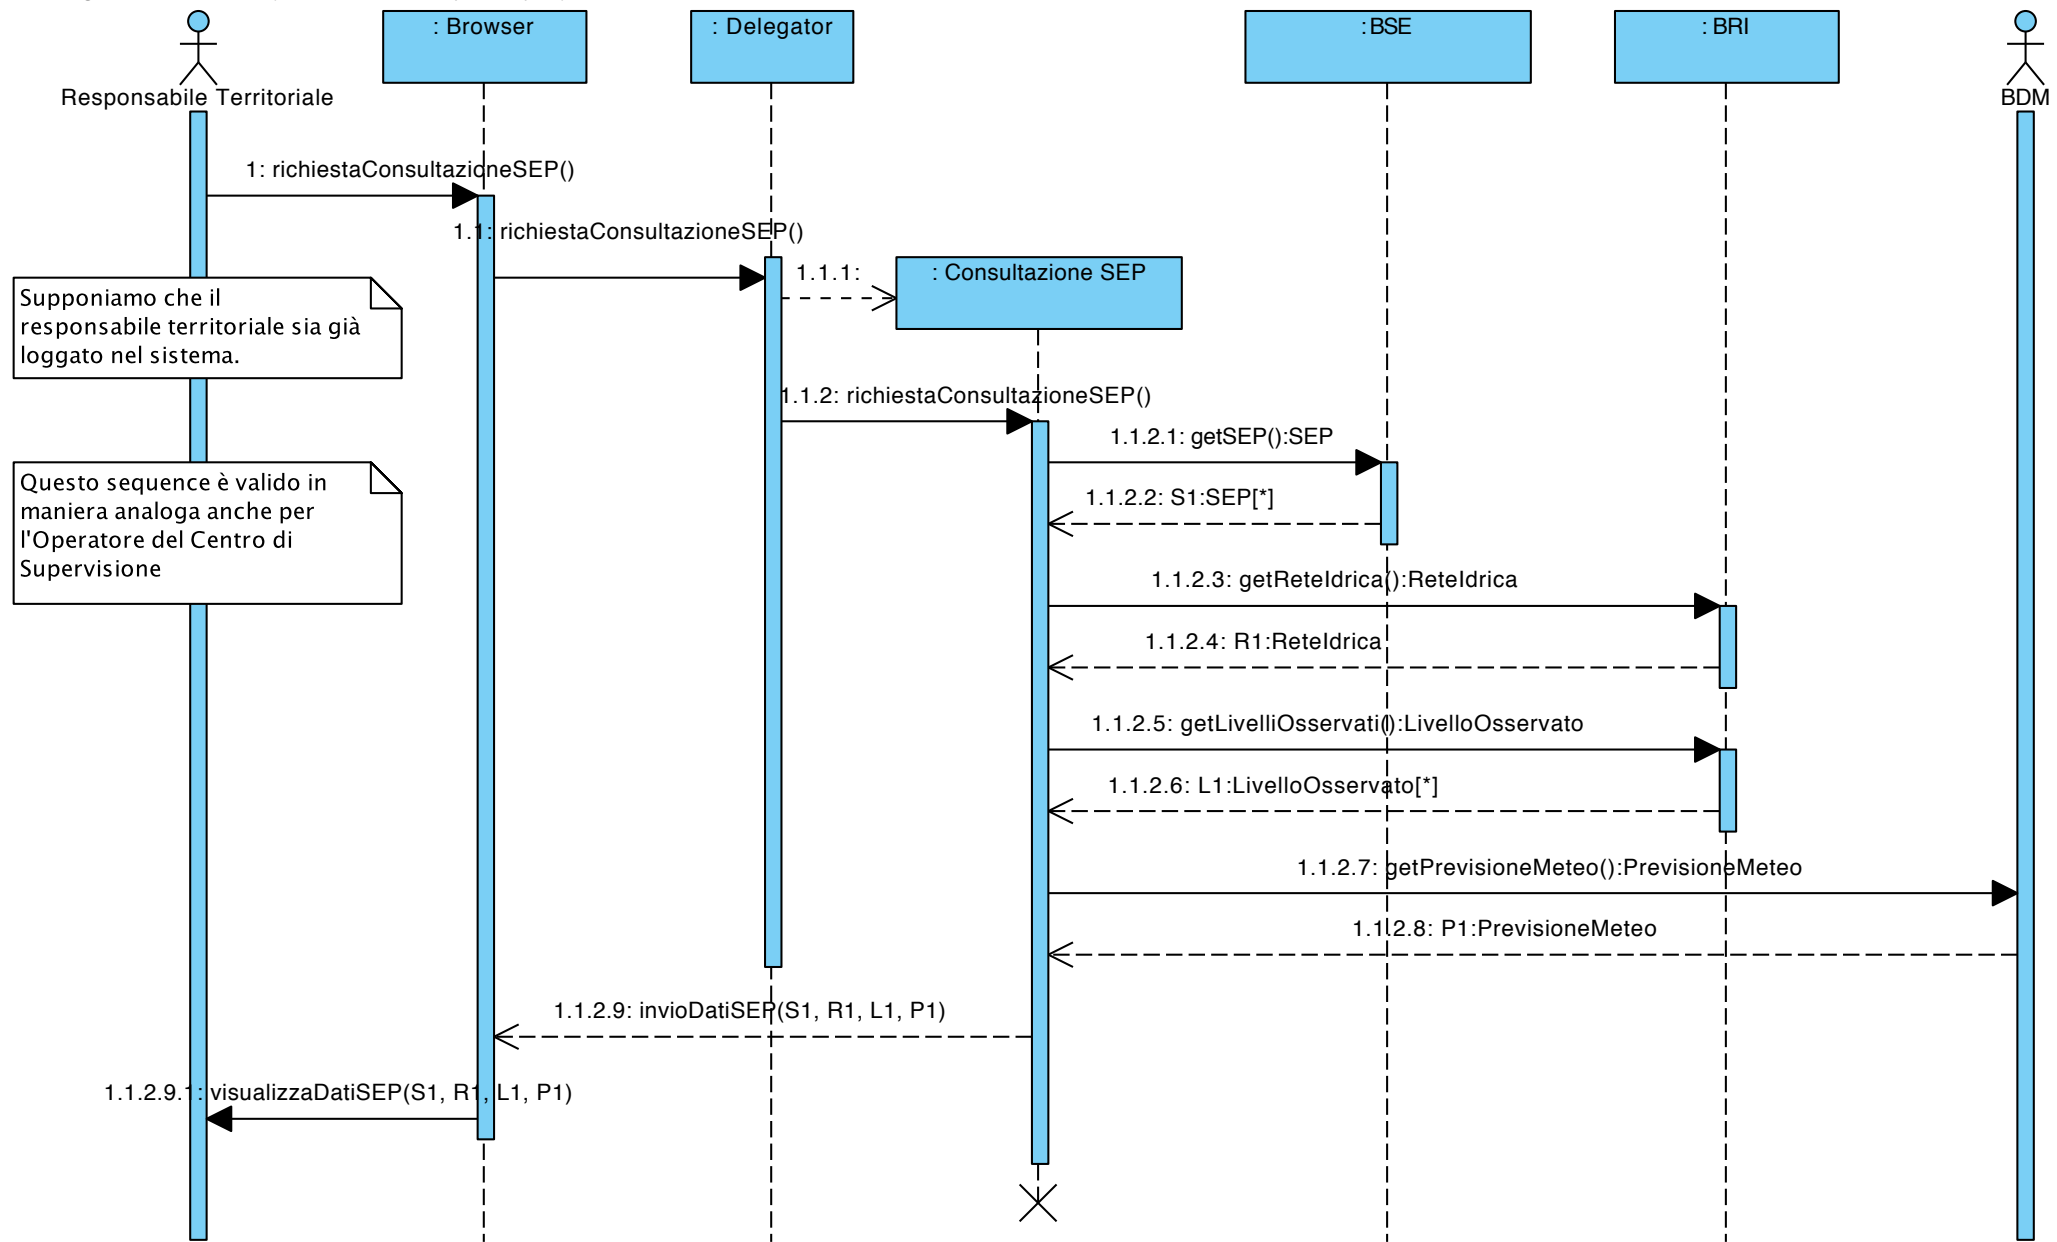 : Browser
: Delegator
: BSE
: BRI
Responsabile Territoriale
BDM
1: richiestaConsultazioneSEP()
1.1: richiestaConsultazioneSEP()
1.1.1:
: Consultazione SEP
Supponiamo che il
responsabile territoriale sia già
loggato nel sistema.
1.1.2: richiestaConsultazioneSEP()
1.1.2.1: getSEP():SEP
Questo sequence è valido in
maniera analoga anche per
l'Operatore del Centro di
Supervisione
1.1.2.2: S1:SEP[*]
1.1.2.3: getReteIdrica():ReteIdrica
1.1.2.4: R1:ReteIdrica
1.1.2.5: getLivelliOsservati():LivelloOsservato
1.1.2.6: L1:LivelloOsservato[*]
1.1.2.7: getPrevisioneMeteo():PrevisioneMeteo
1.1.2.8: P1:PrevisioneMeteo
1.1.2.9: invioDatiSEP(S1, R1, L1, P1)
1.1.2.9.1: visualizzaDatiSEP(S1, R1, L1, P1)